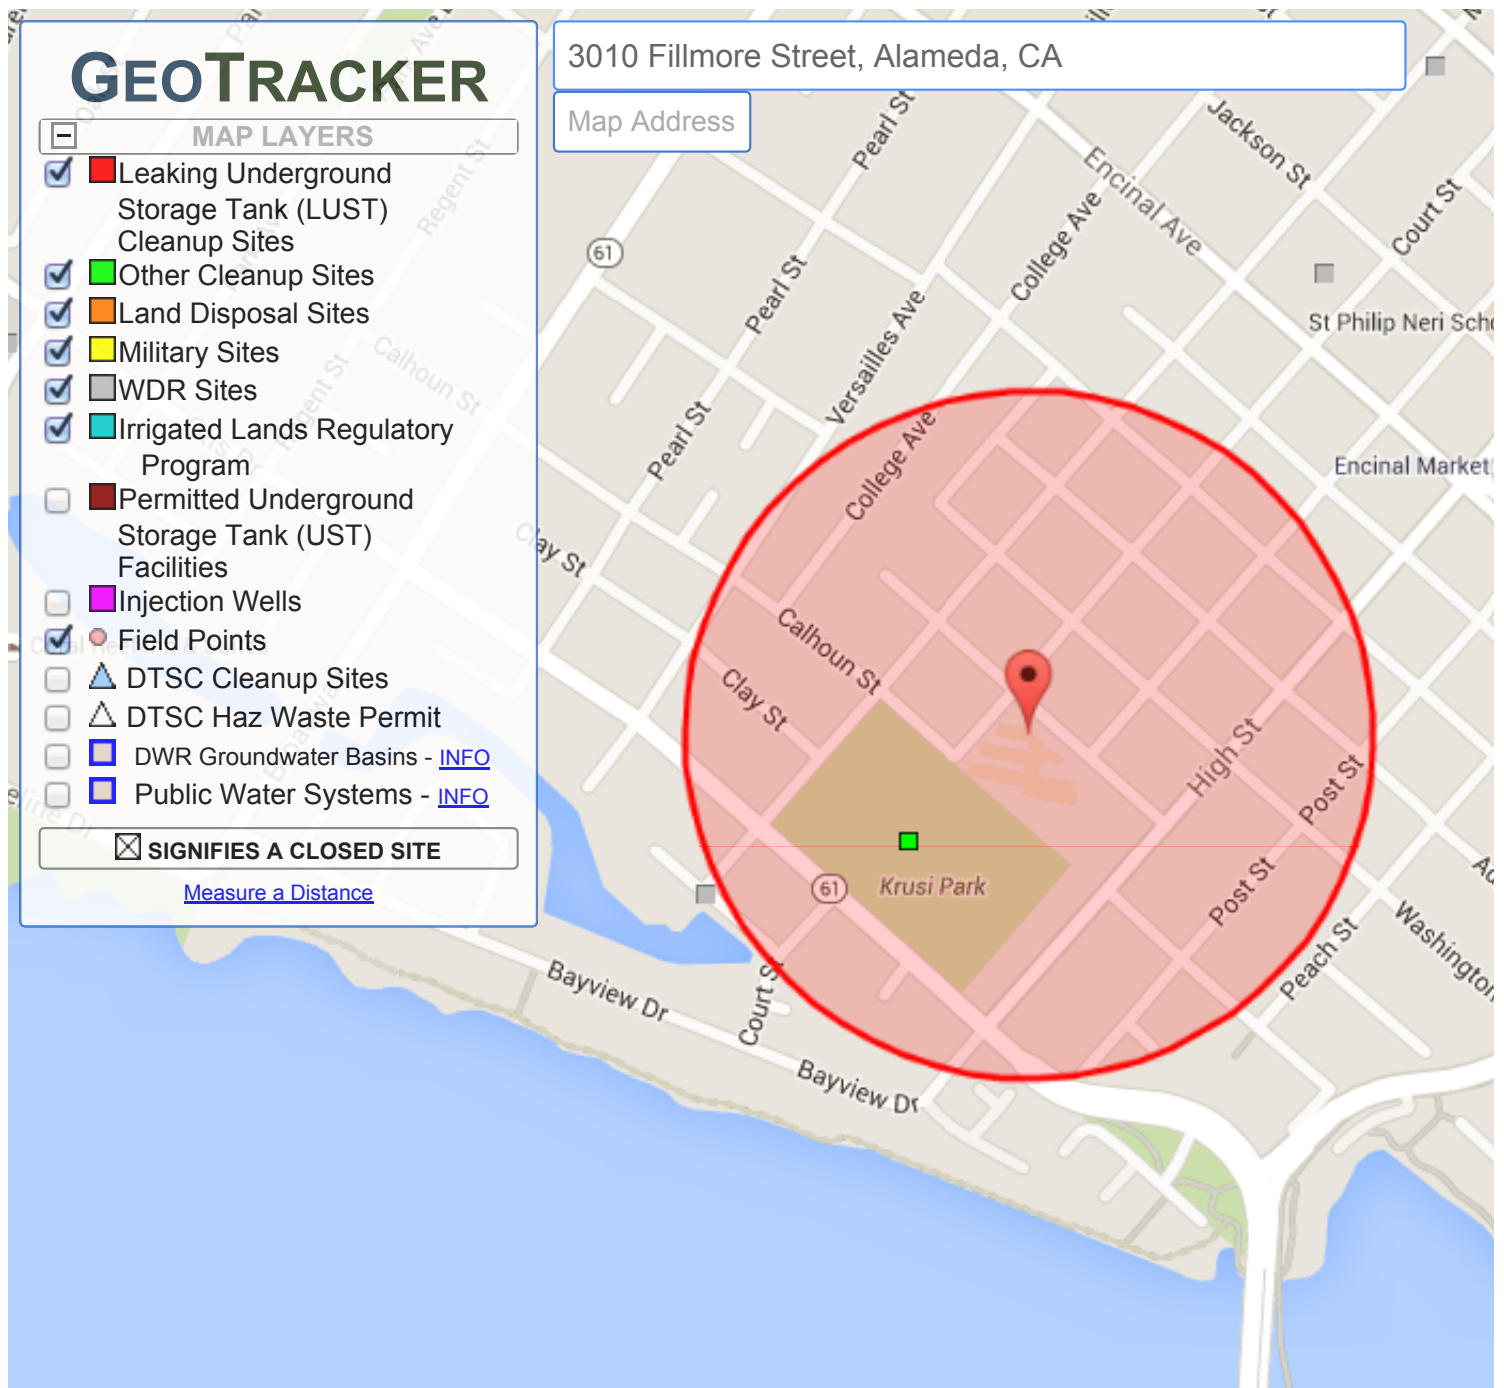 GEOTRACKER
MAP LAYERS
Leaking Underground
Storage Tank (LUST)
Cleanup Sites
Other Cleanup Sites
Land Disposal Sites
Military Sites
WDR Sites
Irrigated Lands Regulatory
Program
Permitted Underground
Storage Tank (UST)
Facilities
Injection Wells
Field Points
DTSC Cleanup Sites
DTSC Haz Waste Permit
DWR Groundwater Basins - INFO
Public Water Systems - INFO
SIGNIFIES A CLOSED SITE
Measure a Distance
3010 Fillmore Street, Alameda, CA
Map Address
Regent St
Regent St
Calhoun St
Pearl St
Jackson St
Encinal Ave
Court St
College Ave
61
Pearl St
Versailles Ave
St Philip Neri Scho
Pearl St
College Ave
Encinal Market
Clay St
Calhoun St
Clay St
High St
Post St
61
Krusi Park
Post St
Washington
Peach St
Court St
Bayview Dr
Bayview Dr